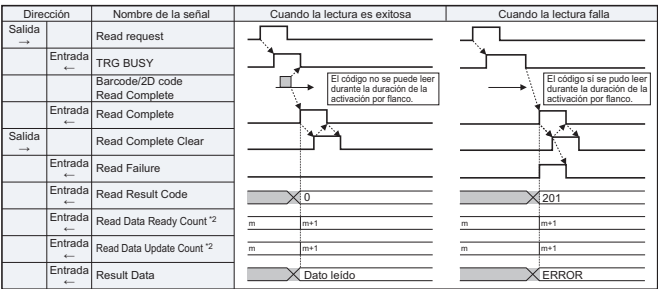 Dirección Nombre de la señal Cuando la lectura es exitosa Cuando la lectura falla
Salida → Read request
Entrada ← TRG BUSY
Barcode/2D code
Read Complete
El código no se puede leer
durante la duración de la
activación por flanco.
El código sí se pudo leer
durante la duración de la
activación por flanco.
Entrada ← Read Complete
Salida → Read Complete Clear
Entrada ← Read Failure
Entrada ← Read Result Code 0 201
Entrada ← Read Data Ready Count *2 m m+1 m m+1
Entrada ← Read Data Update Count *2 m m+1 m m+1
Entrada ← Result Data Dato leído ERROR